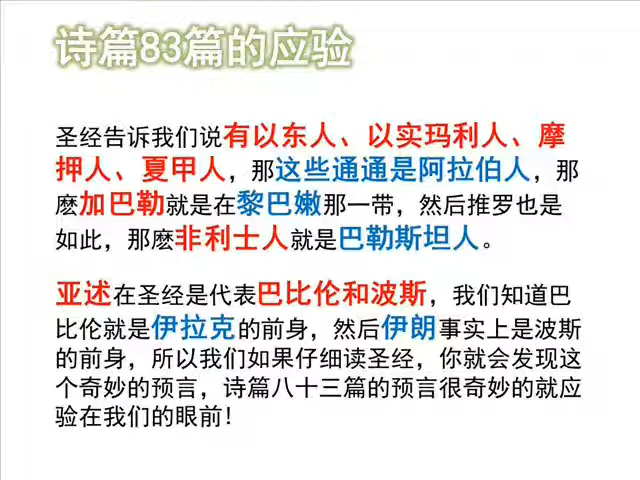 诗篇83篇的应验
圣经告诉我们说有以东人、以实玛利人、摩
押人、夏甲人，那这些通通是阿拉伯人，那
麽加巴勒就是在黎巴嫩那一带，然后推罗也是
如此，那麽非利士人就是巴勒斯坦人。
亚述在圣经是代表巴比伦和波斯，我们知道巴
比伦就是伊拉克的前身，然后伊朗事实上是波斯
的前身，所以我们如果仔细读圣经，你就会发现这
个奇妙的预言，诗篇八十三篇的预言很奇妙的就应
验在我们的眼前！